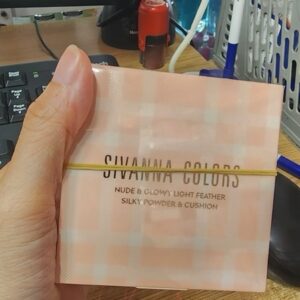 SIVANNA COLORS
NUDE & GLOWY LIGHT FEATHER
SILKY POWDER & CUSHION